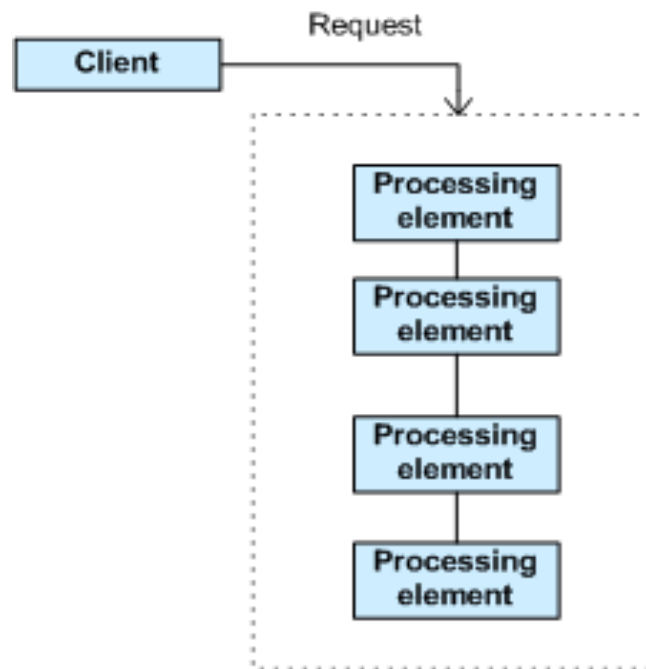 Request
Client
Processing
element
Processing
element
Processing
element
Processing
element